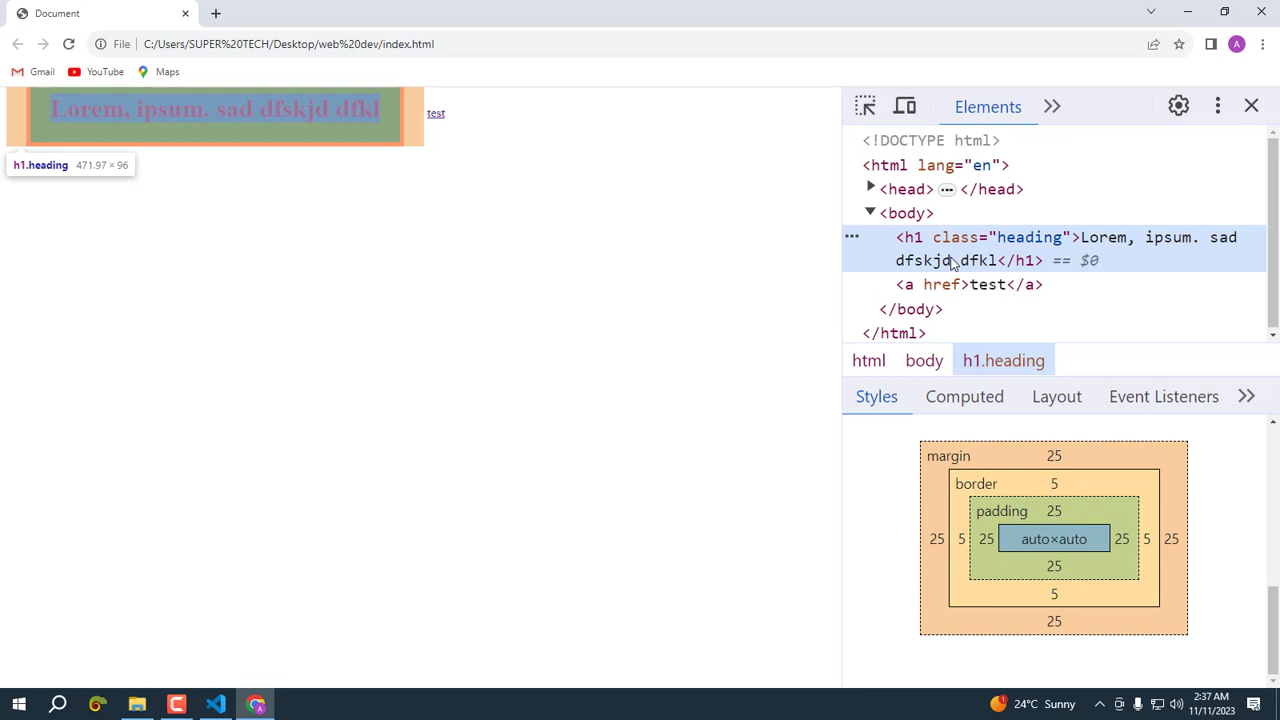 Document
File C:/Users/SUPER%20TECH/Desktop/web%20dev/index.html
A
Gmail YouTube Maps
Lorem, ipsum. sad dfskjd dfkl test
h1.heading 471.97 × 96
Elements
<!DOCTYPE html>
<html lang="en">
<head> ••• </head>
<body>
<h1 class="heading">Lorem, ipsum. sad
dfskjd dfkl</h1> == $0
<a href>test</a>
</body>
</html>
html body h1.heading
Styles Computed Layout Event Listeners
margin 25
border 5
padding 25
25 5 25 auto×auto 25 5 25
25
5
25
24°C Sunny
2:37 AM
11/11/2023